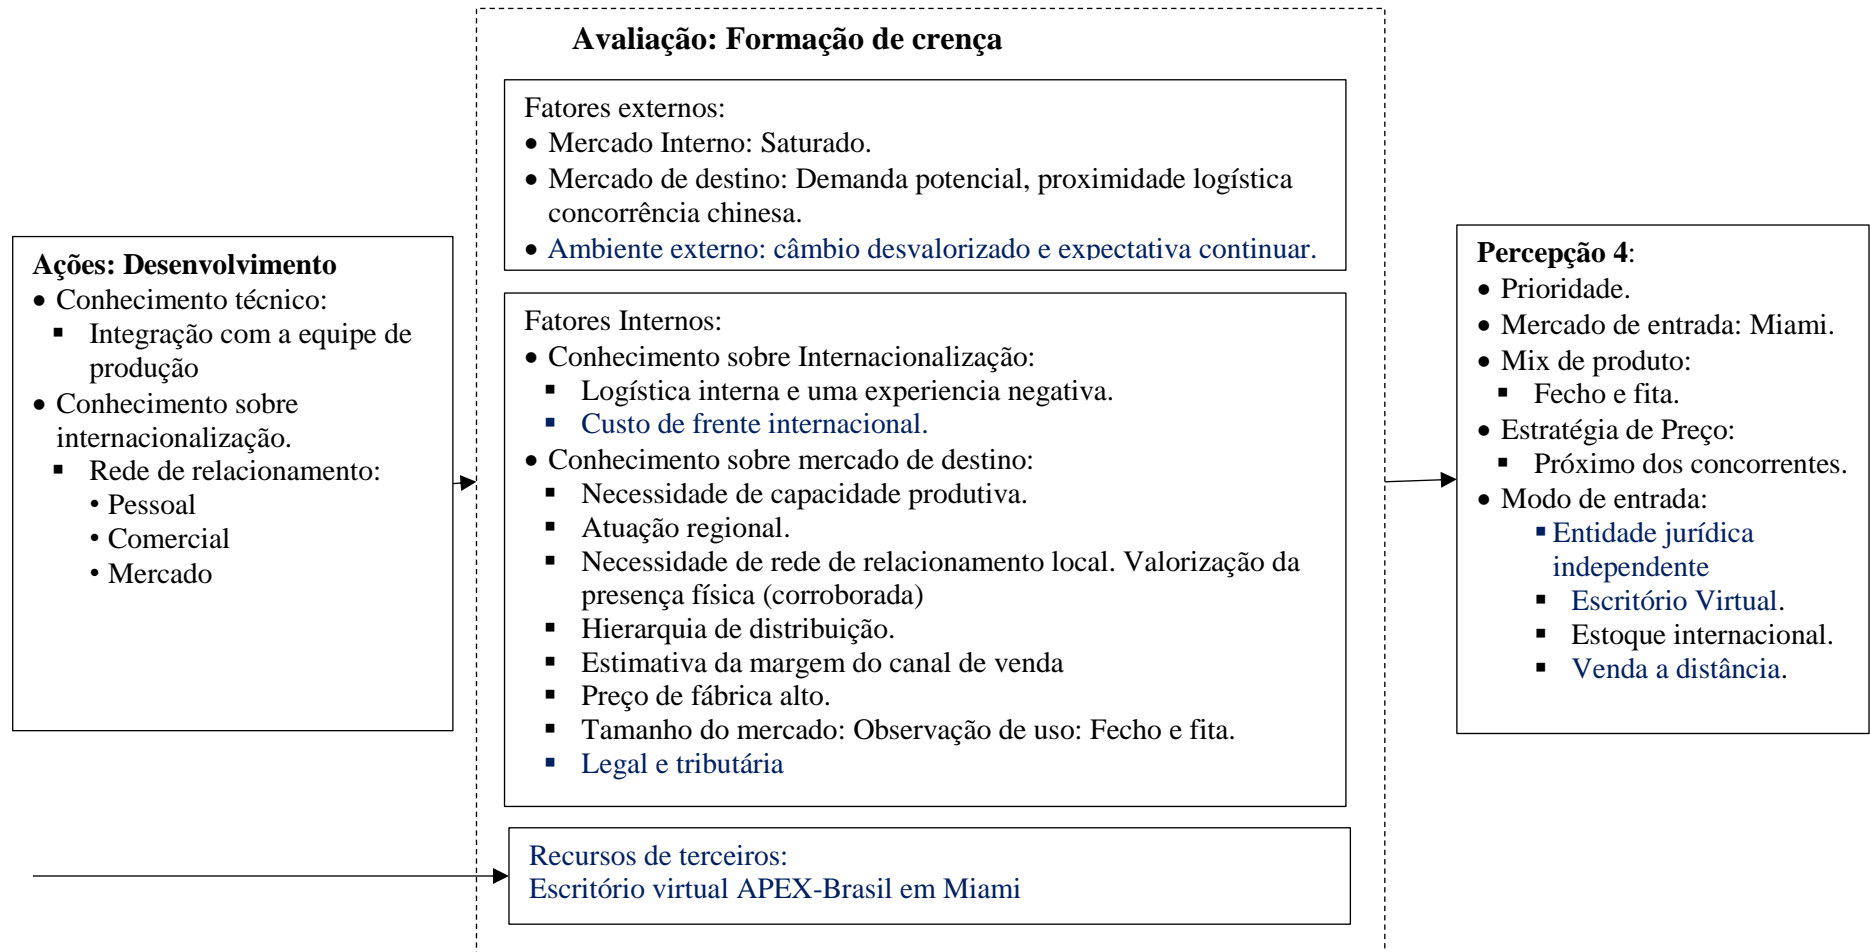 Avaliação: Formação de crença
Fatores externos:
• Mercado Interno: Saturado.
• Mercado de destino: Demanda potencial, proximidade logística
concorrência chinesa.
• Ambiente externo: câmbio desvalorizado e expectativa continuar.
Ações: Desenvolvimento
• Conhecimento técnico:
▪ Integração com a equipe de
produção
• Conhecimento sobre
internacionalização.
▪ Rede de relacionamento:
• Pessoal
• Comercial
• Mercado
Fatores Internos:
• Conhecimento sobre Internacionalização:
▪ Logística interna e uma experiencia negativa.
▪ Custo de frente internacional.
• Conhecimento sobre mercado de destino:
▪ Necessidade de capacidade produtiva.
▪ Atuação regional.
▪ Necessidade de rede de relacionamento local. Valorização da
presença física (corroborada)
▪ Hierarquia de distribuição.
▪ Estimativa da margem do canal de venda
▪ Preço de fábrica alto.
▪ Tamanho do mercado: Observação de uso: Fecho e fita.
▪ Legal e tributária
Recursos de terceiros:
Escritório virtual APEX-Brasil em Miami
Percepção 4:
• Prioridade.
• Mercado de entrada: Miami.
• Mix de produto:
▪ Fecho e fita.
• Estratégia de Preço:
▪ Próximo dos concorrentes.
• Modo de entrada:
▪ Entidade jurídica
independente
▪ Escritório Virtual.
▪ Estoque internacional.
▪ Venda a distância.